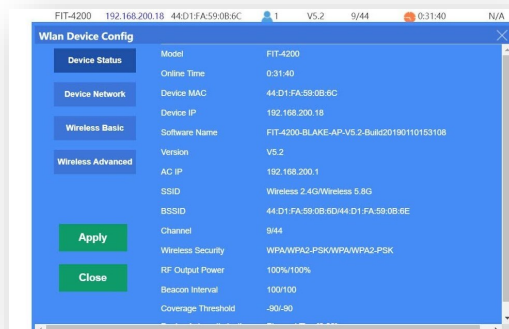 FIT-4200 192.168.200.18 44:D1:FA:59:0B:6C 1 V5.2 9/44 0:31:40 N/A
Wlan Device Config
Device Status
Device Network
Wireless Basic
Wireless Advanced
Apply
Close
Model FIT-4200
Online Time 0:31:40
Device MAC 44:D1:FA:59:0B:6C
Device IP 192.168.200.18
Software Name FIT-4200-BLAKE-AP-V5.2-Build20190110153108
Version V5.2
AC IP 192.168.200.1
SSID Wireless 2.4G/Wireless 5.8G
BSSID 44:D1:FA:59:0B:6D/44:D1:FA:59:0B:6E
Channel 9/44
Wireless Security WPA/WPA2-PSK/WPA/WPA2-PSK
RF Output Power 100%/100%
Beacon Interval 100/100
Coverage Threshold -90/-90